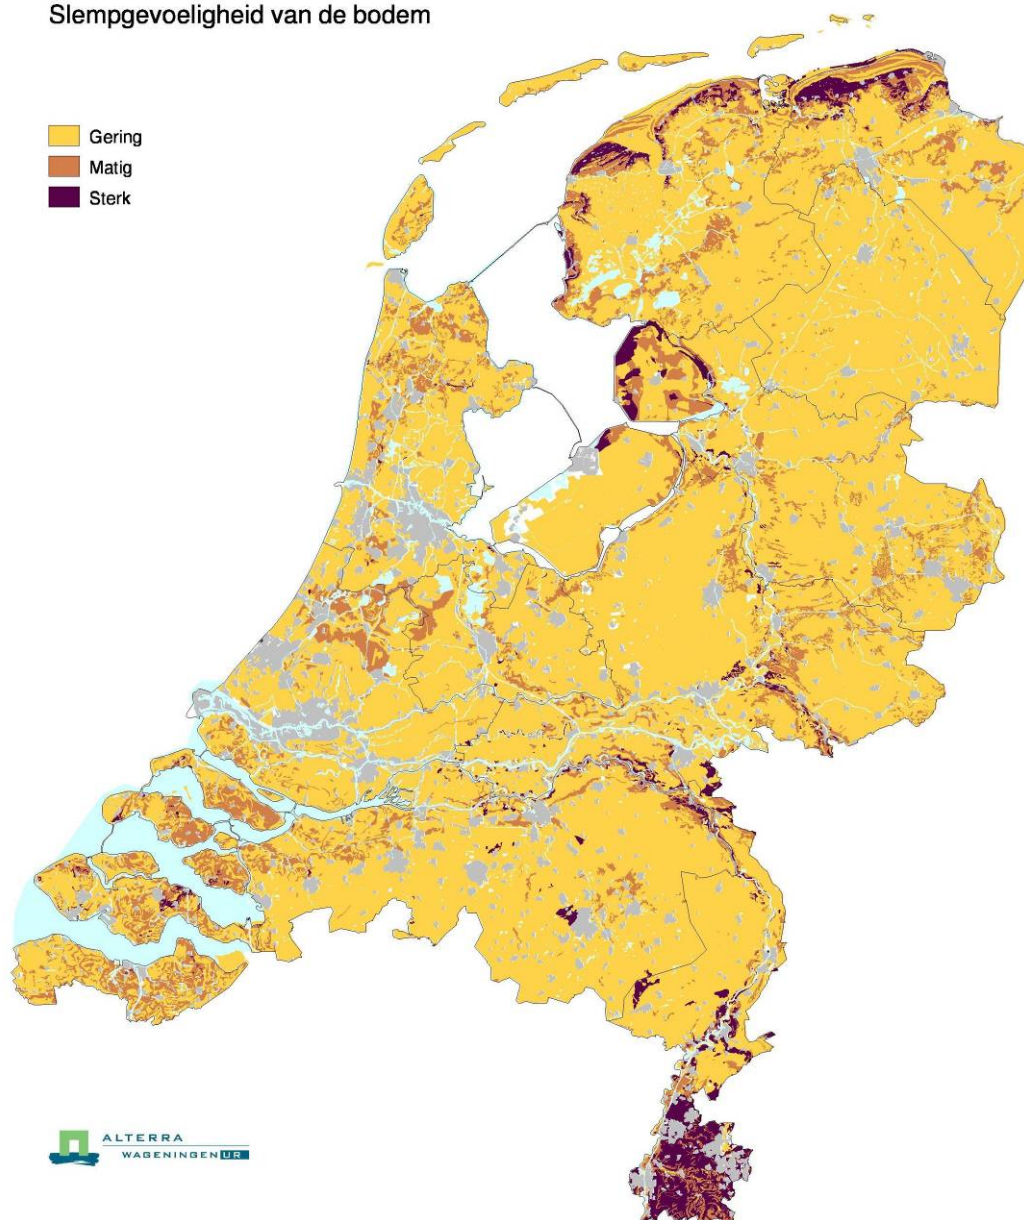 Slempgevoeligheid van de bodem
Gering
Matig
Sterk
ALTERRA
WAGENINGEN UR